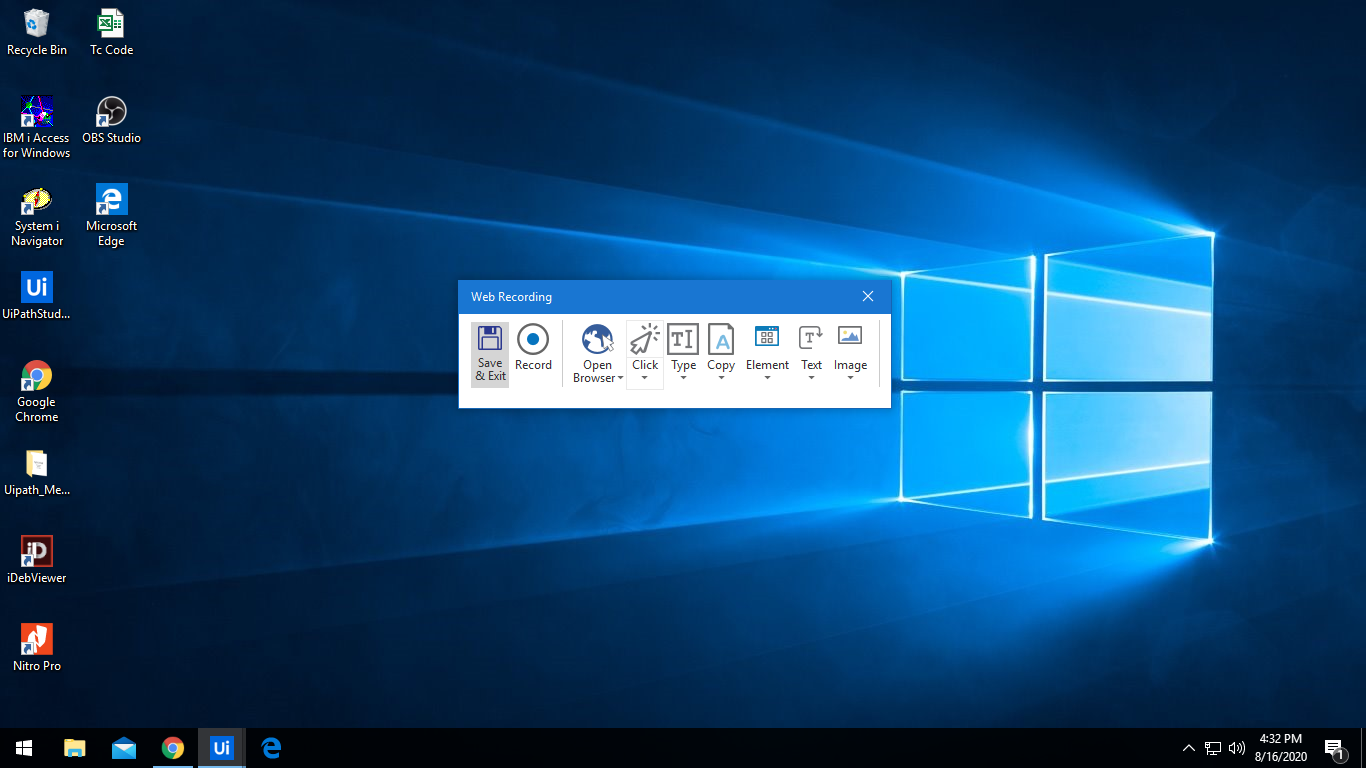 Recycle Bin
Tc Code
IBM i Access
for Windows
OBS Studio
System i
Navigator
Microsoft
Edge
Ui
UiPathStud...
Google
Chrome
Uipath_Me...
iD
iDebViewer
Nitro Pro
Web Recording
Save
& Exit
Record
Open
Browser
Click
TI
Type
A
Copy
Element
T
Text
Image
Ui
4:32 PM
8/16/2020
1